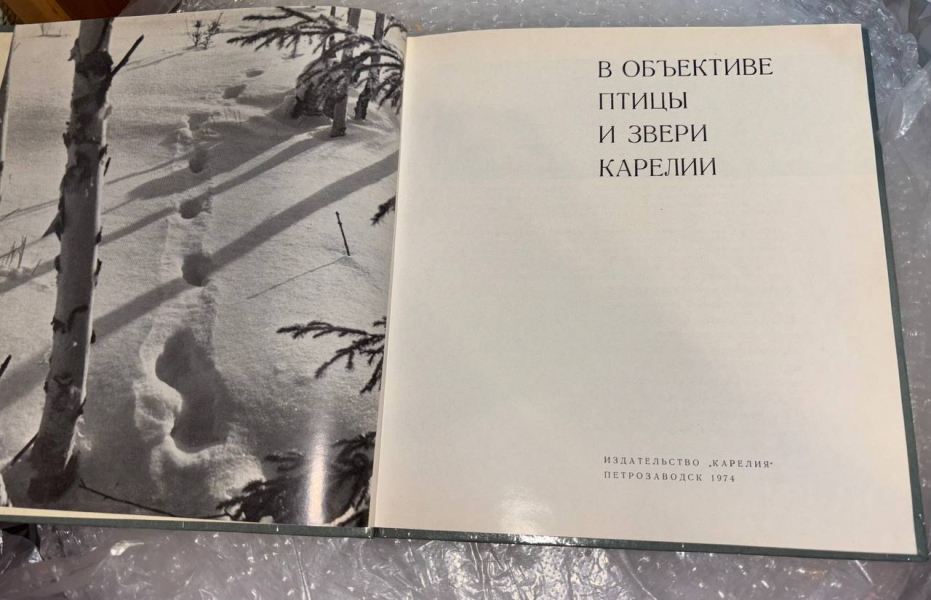 В ОБЪЕКТИВЕ
ПТИЦЫ
И ЗВЕРИ
КАРЕЛИИ
ИЗДАТЕЛЬСТВО „КАРЕЛИЯ“
ПЕТРОЗАВОДСК 1974